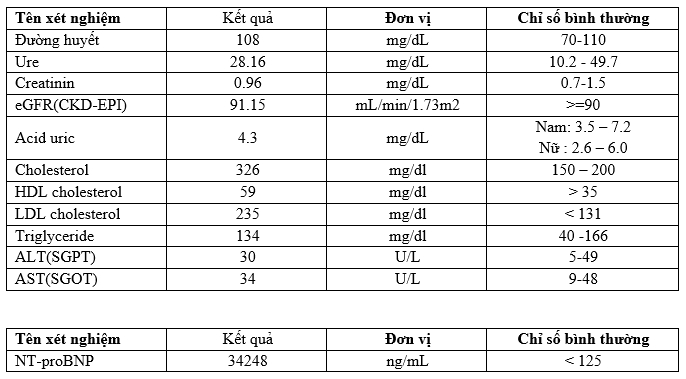 Tên xét nghiệm Kết quả Đơn vị Chỉ số bình thường
Đường huyết 108 mg/dL 70-110
Ure 28.16 mg/dL 10.2 - 49.7
Creatinin 0.96 mg/dL 0.7-1.5
eGFR(CKD-EPI) 91.15 mL/min/1.73m2 >=90
Acid uric 4.3 mg/dL Nam: 3.5 – 7.2
Nữ : 2.6 – 6.0
Cholesterol 326 mg/dl 150 – 200
HDL cholesterol 59 mg/dl > 35
LDL cholesterol 235 mg/dl < 131
Triglyceride 134 mg/dl 40 -166
ALT(SGPT) 30 U/L 5-49
AST(SGOT) 34 U/L 9-48
Tên xét nghiệm Kết quả Đơn vị Chỉ số bình thường
NT-proBNP 34248 ng/mL < 125